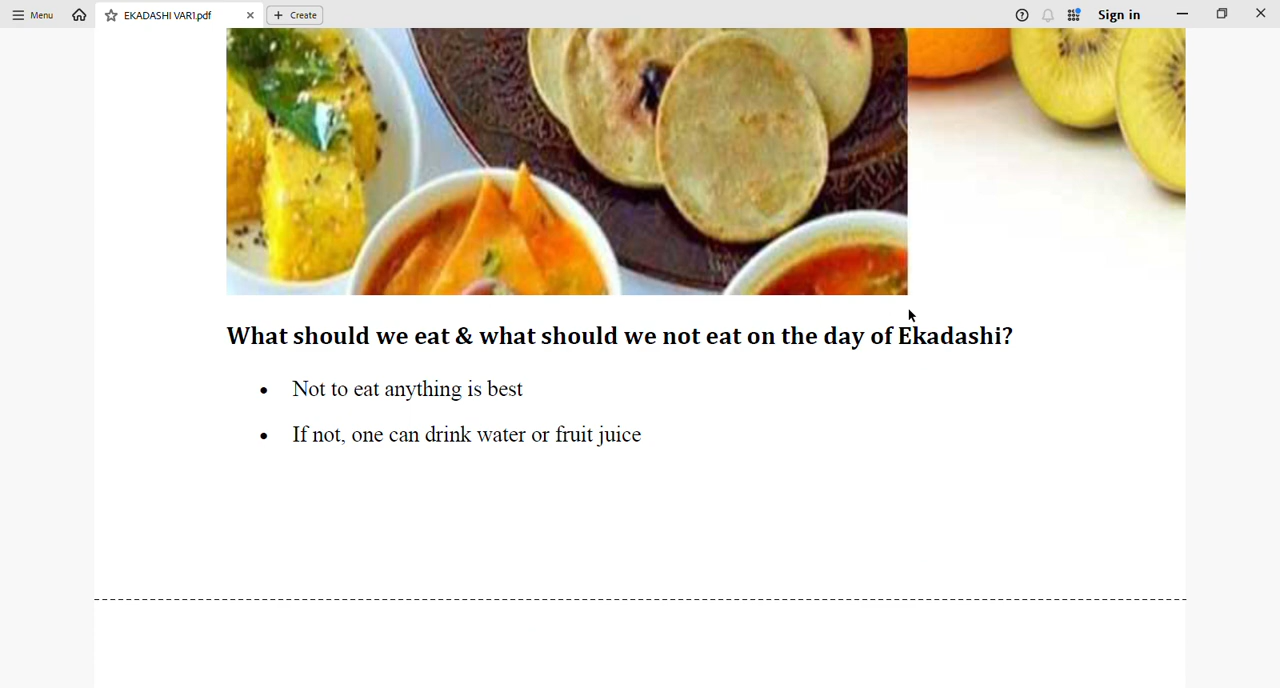 Menu
EKADASHI VAR1.pdf
Create
Sign in
What should we eat & what should we not eat on the day of Ekadashi?
• Not to eat anything is best
• If not, one can drink water or fruit juice